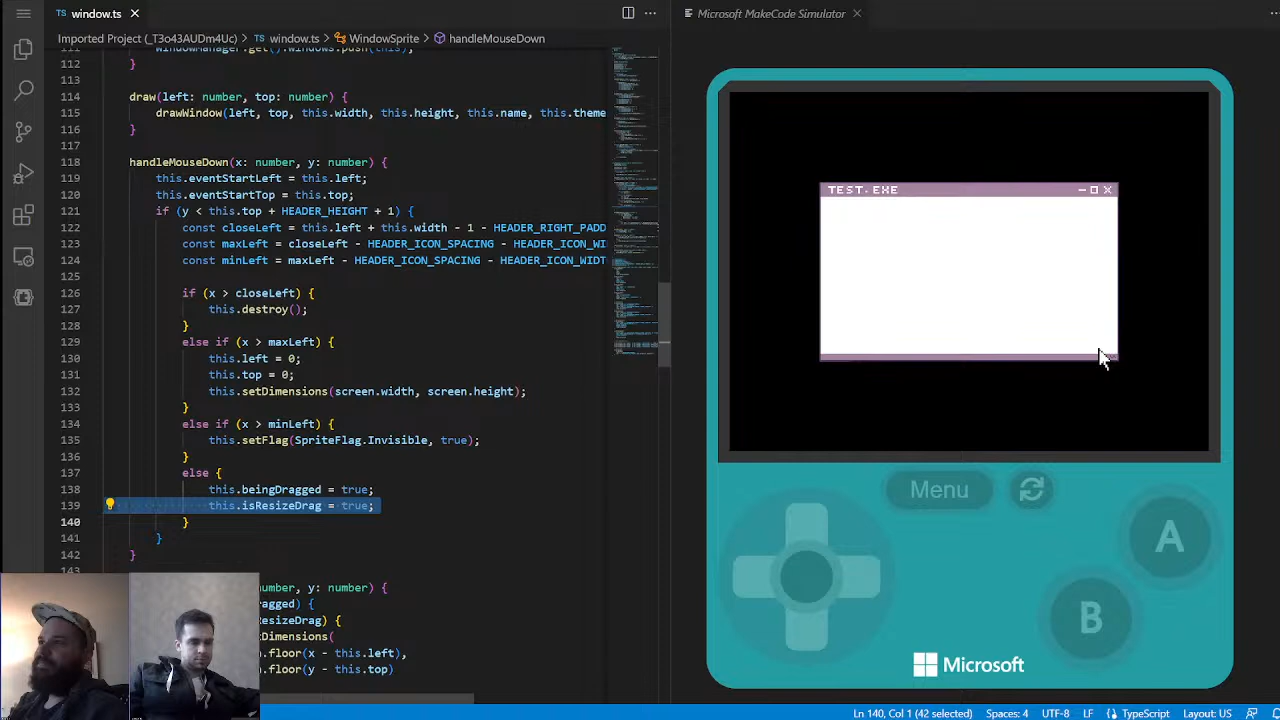 window.ts
Microsoft MakeCode Simulator
Imported Project (_T3o43AUDm4Uc) > window.ts > WindowSprite > handleMouseDown
112 }
113
114 draw(left: number, top: number) {
115 drawWindow(left, top, this.width, this.height, this.name, this.theme
116 }
117
118 handleMouseDown(x: number, y: number) {
119 this.eventStartLeft = this.left;
120 this.eventStartTop = this.top;
121 if (y < this.top + HEADER_HEIGHT + 1) {
122 const closeLeft = this.left + this.width - 1 - HEADER_RIGHT_PADD
123 const maxLeft = closeLeft - HEADER_ICON_SPACING - HEADER_ICON_WI
124 const minLeft = maxLeft - HEADER_ICON_SPACING - HEADER_ICON_WIDT
125
126 if (x > closeLeft) {
127 this.destroy();
128 }
129 else if (x > maxLeft) {
130 this.left = 0;
131 this.top = 0;
132 this.setDimensions(screen.width, screen.height);
133 }
134 else if (x > minLeft) {
135 this.setFlag(SpriteFlag.Invisible, true);
136 }
137 else {
138 this.beingDragged = true;
139 this.isResizeDrag = true;
140 }
141 }
142 }
143
number, y: number) {
ragged) {
esizeDrag) {
tDimensions(
h.floor(x - this.left),
h.floor(y - this.top)
TEST.EXE
Menu
A
B
Microsoft
Ln 140, Col 1 (42 selected) Spaces: 4 UTF-8 LF TypeScript Layout: US